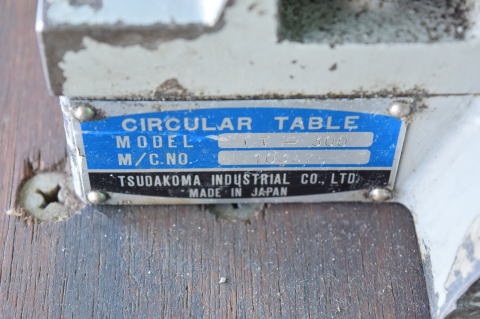 CIRCULAR TABLE
MODEL
M/C.NO.
TSUDAKOMA INDUSTRIAL CO., LTD.
MADE IN JAPAN